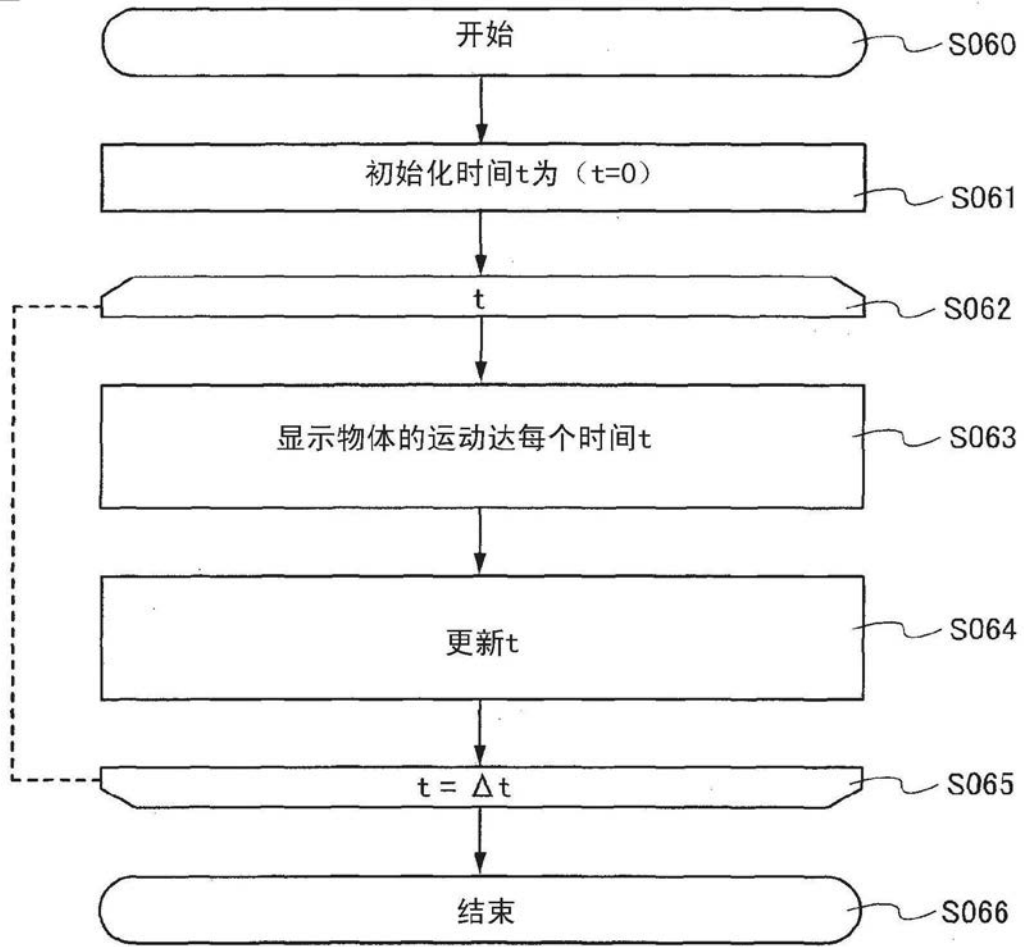 开始
S060
初始化时间t为（t=0）
S061
t
S062
显示物体的运动达每个时间t
S063
更新t
S064
t = Δt
S065
结束
S066